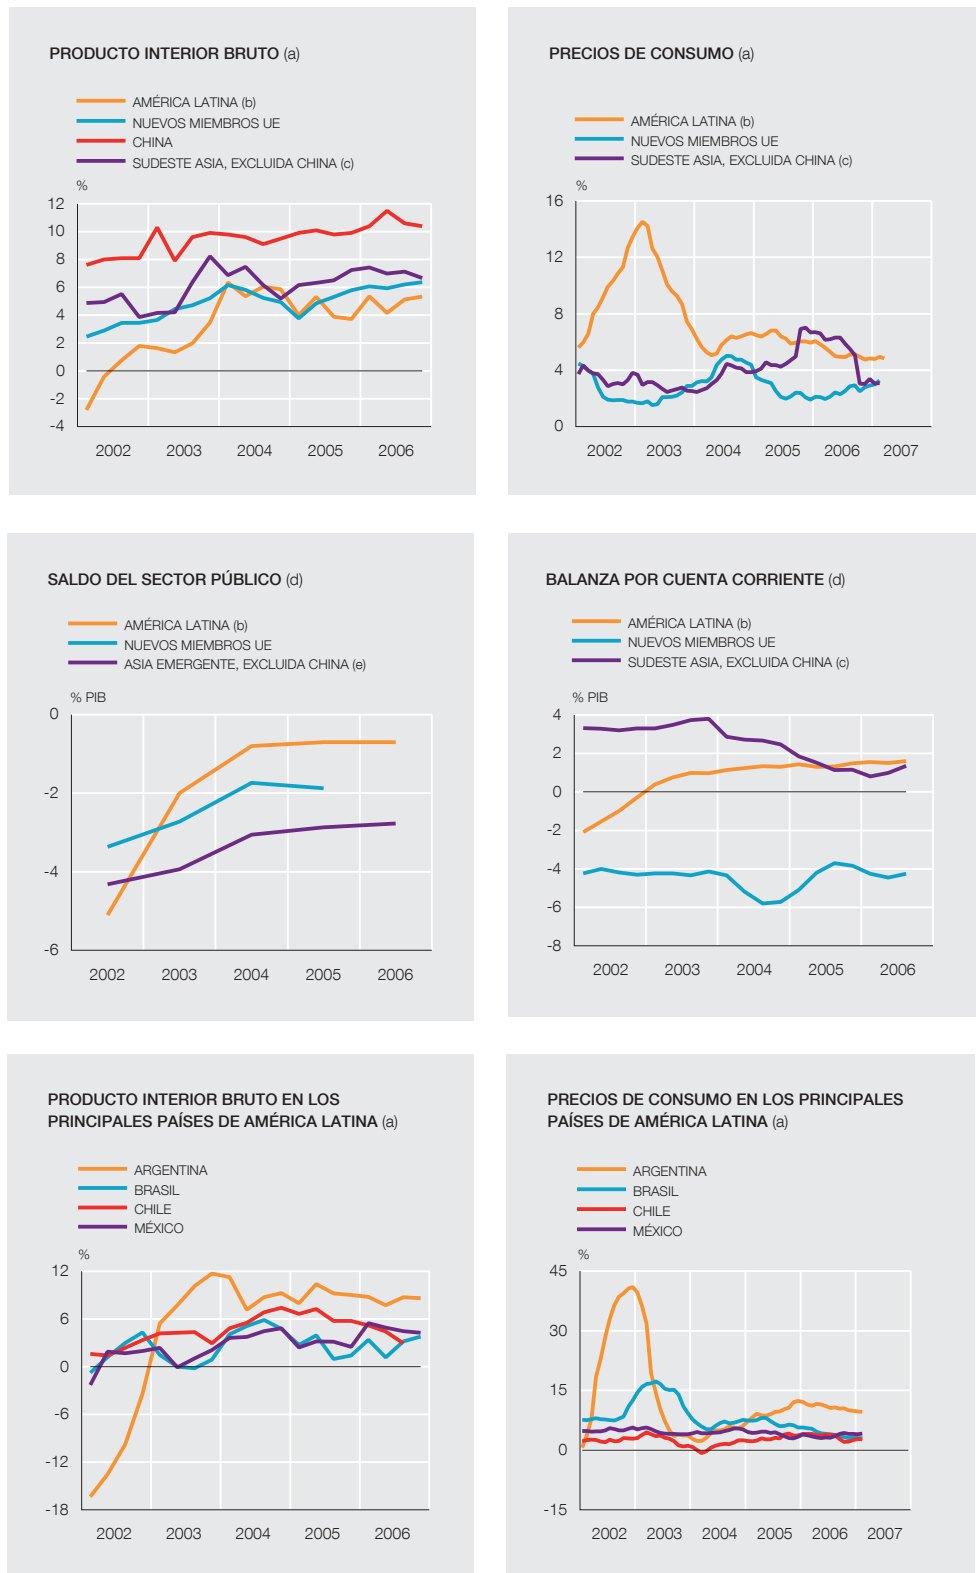 PRODUCTO INTERIOR BRUTO (a)
AMÉRICA LATINA (b)
NUEVOS MIEMBROS UE
CHINA
SUDESTE ASIA, EXCLUIDA CHINA (c)
%
12
10
8
6
4
2
0
-2
-4
2002 2003 2004 2005 2006
PRECIOS DE CONSUMO (a)
AMÉRICA LATINA (b)
NUEVOS MIEMBROS UE
SUDESTE ASIA, EXCLUIDA CHINA (c)
%
16
12
8
4
0
2002 2003 2004 2005 2006 2007
SALDO DEL SECTOR PÚBLICO (d)
AMÉRICA LATINA (b)
NUEVOS MIEMBROS UE
ASIA EMERGENTE, EXCLUIDA CHINA (e)
% PIB
0
-2
-4
-6
2002 2003 2004 2005 2006
BALANZA POR CUENTA CORRIENTE (d)
AMÉRICA LATINA (b)
NUEVOS MIEMBROS UE
SUDESTE ASIA, EXCLUIDA CHINA (c)
% PIB
4
2
0
-2
-4
-6
-8
2002 2003 2004 2005 2006
PRODUCTO INTERIOR BRUTO EN LOS
PRINCIPALES PAÍSES DE AMÉRICA LATINA (a)
ARGENTINA
BRASIL
CHILE
MÉXICO
%
12
6
0
-6
-12
-18
2002 2003 2004 2005 2006
PRECIOS DE CONSUMO EN LOS PRINCIPALES
PAÍSES DE AMÉRICA LATINA (a)
ARGENTINA
BRASIL
CHILE
MÉXICO
%
45
30
15
0
-15
2002 2003 2004 2005 2006 2007